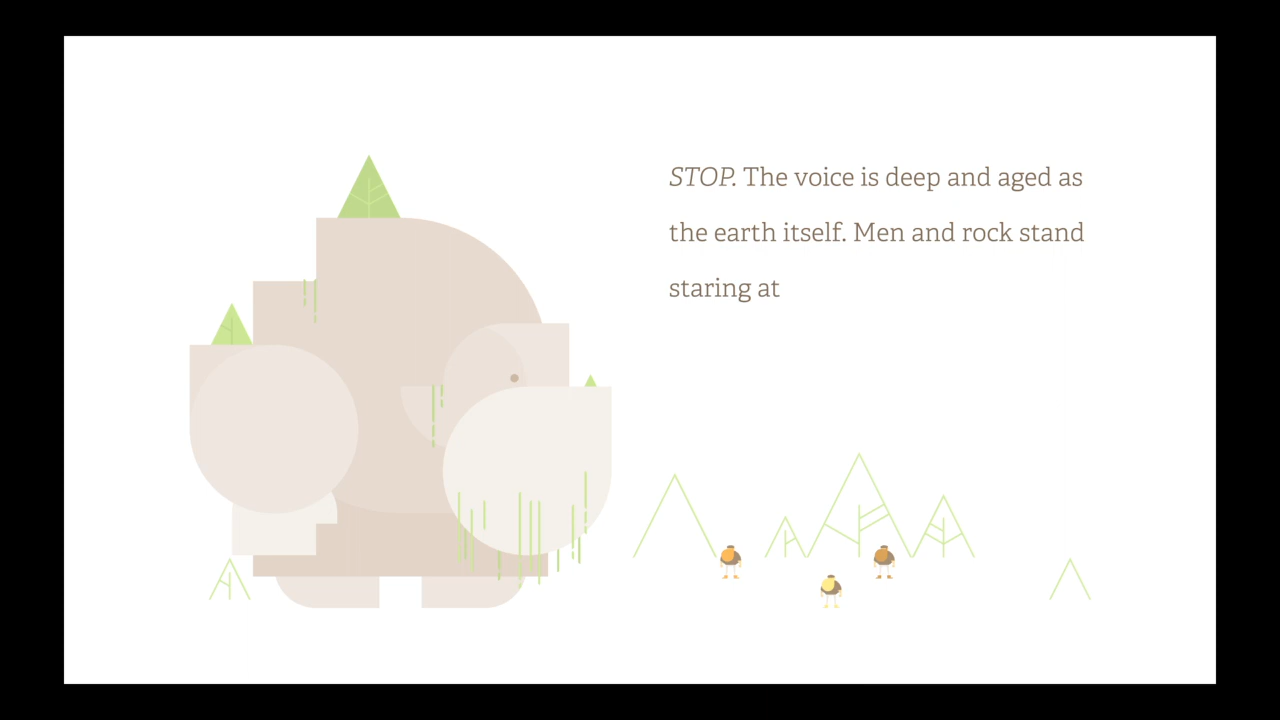 STOP. The voice is deep and aged as
the earth itself. Men and rock stand
staring at